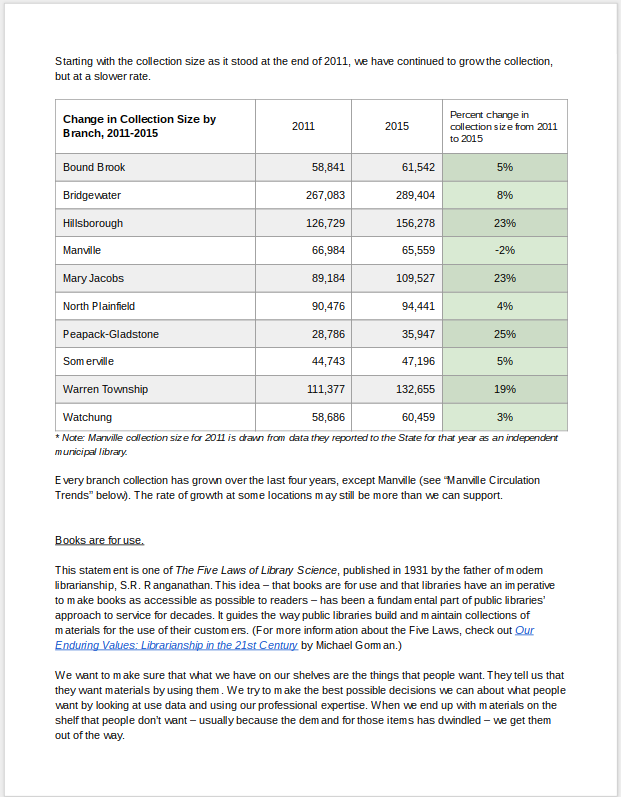 Starting with the collection size as it stood at the end of 2011, we have continued to grow the collection,
but at a slower rate.
Change in Collection Size by
Branch, 2011-2015
2011
2015
Percent change in
collection size from 2011
to 2015
Bound Brook 58,841 61,542 5%
Bridgewater 267,083 289,404 8%
Hillsborough 126,729 156,278 23%
Manville 66,984 65,559 -2%
Mary Jacobs 89,184 109,527 23%
North Plainfield 90,476 94,441 4%
Peapack-Gladstone 28,786 35,947 25%
Somerville 44,743 47,196 5%
Warren Township 111,377 132,655 19%
Watchung 58,686 60,459 3%
* Note: Manville collection size for 2011 is drawn from data they reported to the State for that year as an independent
municipal library.
Every branch collection has grown over the last four years, except Manville (see “Manville Circulation
Trends” below). The rate of growth at some locations may still be more than we can support.
Books are for use.
This statement is one of The Five Laws of Library Science, published in 1931 by the father of modern
librarianship, S.R. Ranganathan. This idea – that books are for use and that libraries have an imperative
to make books as accessible as possible to readers – has been a fundamental part of public libraries’
approach to service for decades. It guides the way public libraries build and maintain collections of
materials for the use of their customers. (For more information about the Five Laws, check out Our
Enduring Values: Librarianship in the 21st Century by Michael Gorman.)
We want to make sure that what we have on our shelves are the things that people want. They tell us that
they want materials by using them. We try to make the best possible decisions we can about what people
want by looking at use data and using our professional expertise. When we end up with materials on the
shelf that people don't want – usually because the demand for those items has dwindled – we get them
out of the way.